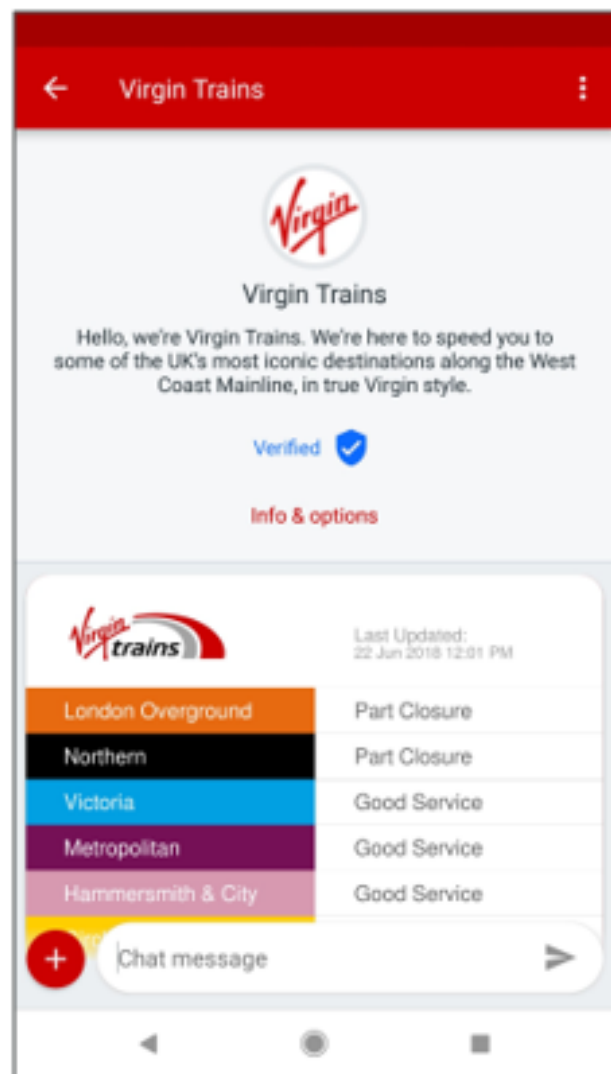 Virgin Trains
Virgin
Virgin Trains
Hello, we're Virgin Trains. We're here to speed you to
some of the UK's most iconic destinations along the West
Coast Mainline, in true Virgin style.
Verified
Info & options
Virgin trains
Last Updated:
22 Jun 2018 12:01 PM
London Overground Part Closure
Northern Part Closure
Victoria Good Service
Metropolitan Good Service
Hammersmith & City Good Service
Chat message